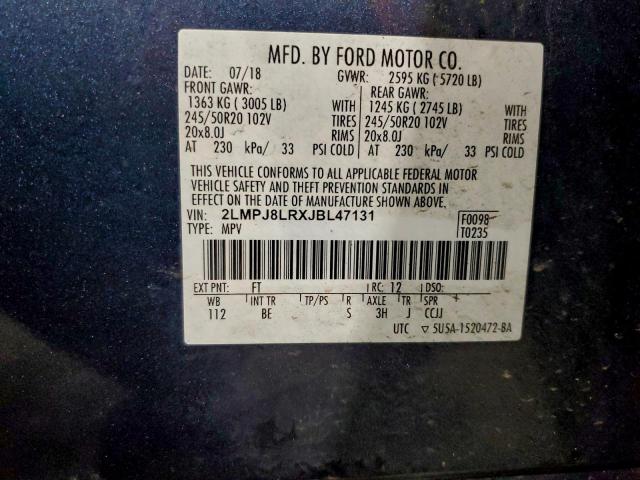 MFD. BY FORD MOTOR CO.
DATE: 07/18 GVWR: 2595 KG ( 5720 LB)
FRONT GAWR: REAR GAWR:
1363 KG ( 3005 LB) WITH 1245 KG ( 2745 LB) WITH
245/50R20 102V TIRES 245/50R20 102V TIRES
20x8.0J RIMS 20x8.0J RIMS
AT 230 kPa/ 33 PSI COLD AT 230 kPa/ 33 PSI COLD
THIS VEHICLE CONFORMS TO ALL APPLICABLE FEDERAL MOTOR
VEHICLE SAFETY AND THEFT PREVENTION STANDARDS IN
EFFECT ON THE DATE OF MANUFACTURE SHOWN ABOVE.
VIN: 2LMPJ8LRXJBL47131 F0098
TYPE: MPV T0235
EXT PNT: FT RC: 12 DSO:
WB INT TR TP/PS R AXLE TR SPR
112 BE S 3H J CCJJ
UTC ▽ 5U5A-1520472-BA